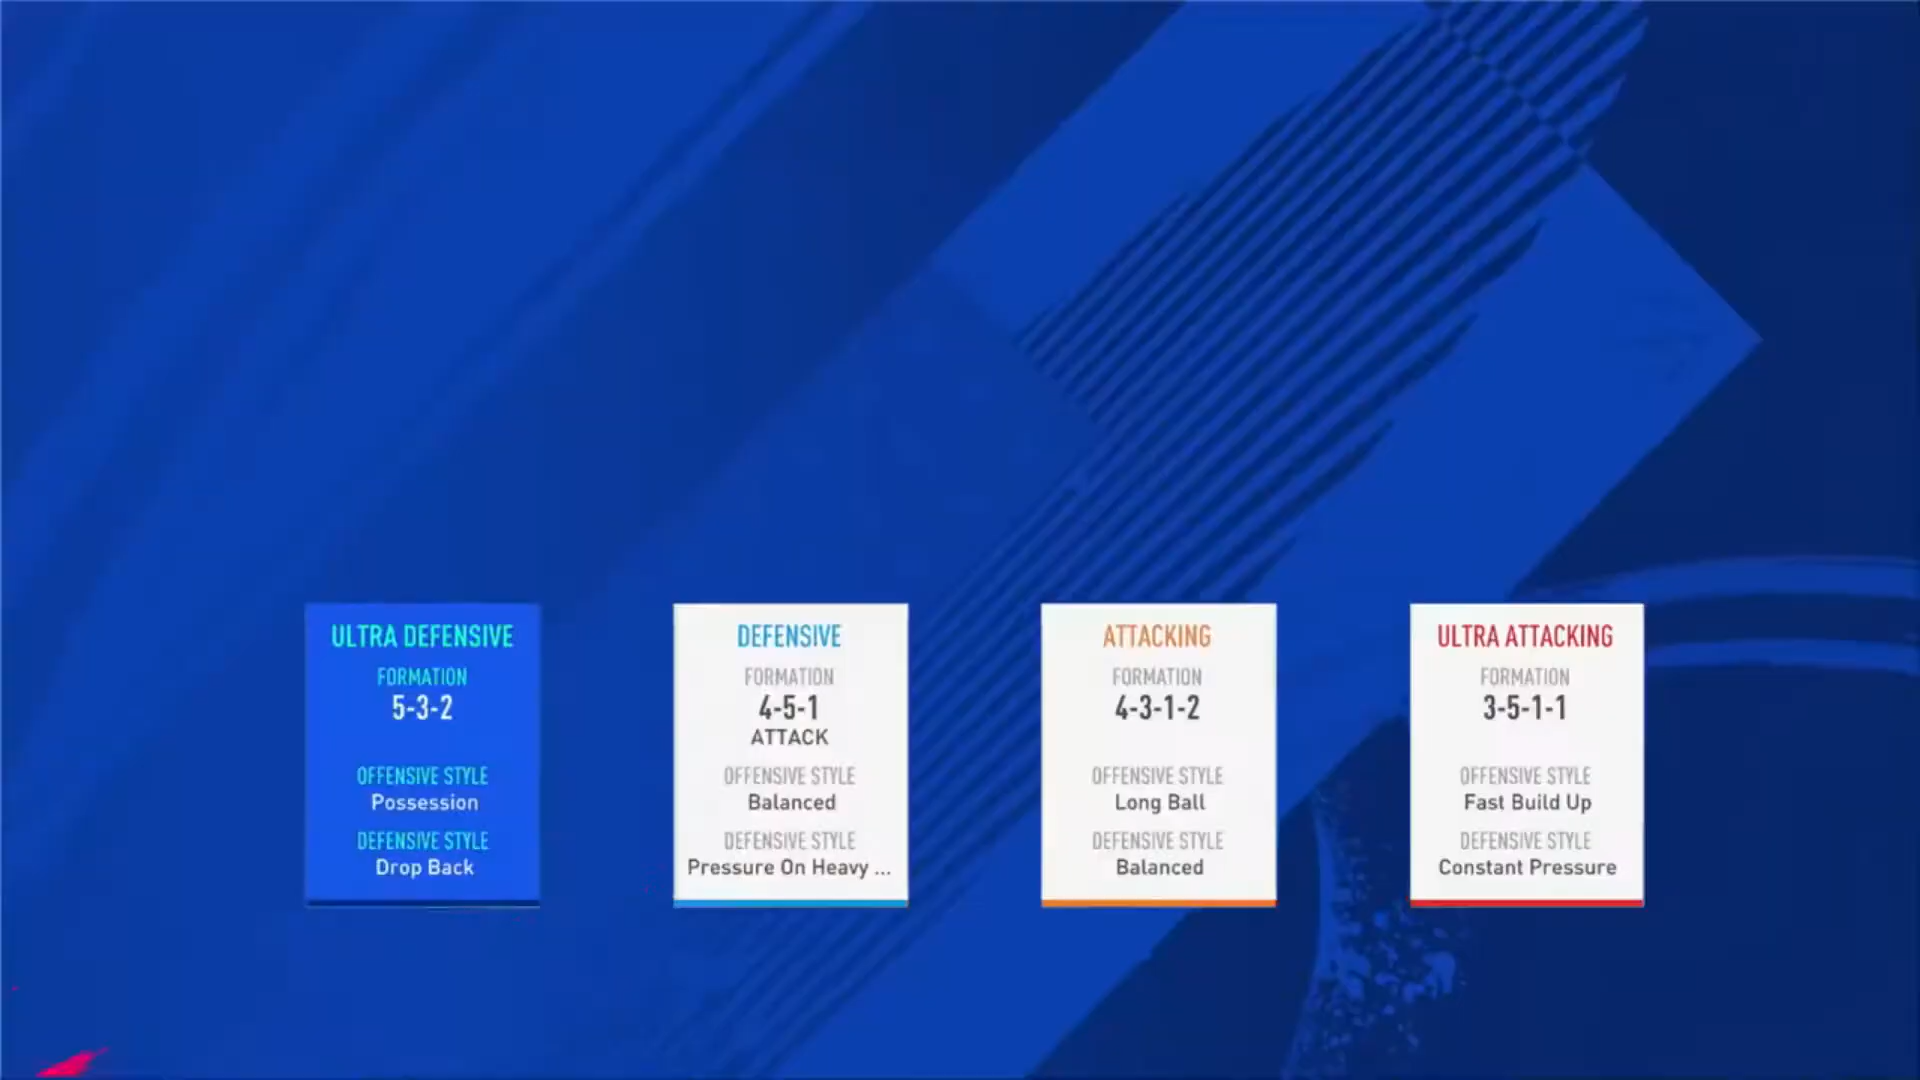 ULTRA DEFENSIVE
FORMATION
5-3-2
OFFENSIVE STYLE
Possession
DEFENSIVE STYLE
Drop Back
DEFENSIVE
FORMATION
4-5-1
ATTACK
OFFENSIVE STYLE
Balanced
DEFENSIVE STYLE
Pressure On Heavy ...
ATTACKING
FORMATION
4-3-1-2
OFFENSIVE STYLE
Long Ball
DEFENSIVE STYLE
Balanced
ULTRA ATTACKING
FORMATION
3-5-1-1
OFFENSIVE STYLE
Fast Build Up
DEFENSIVE STYLE
Constant Pressure